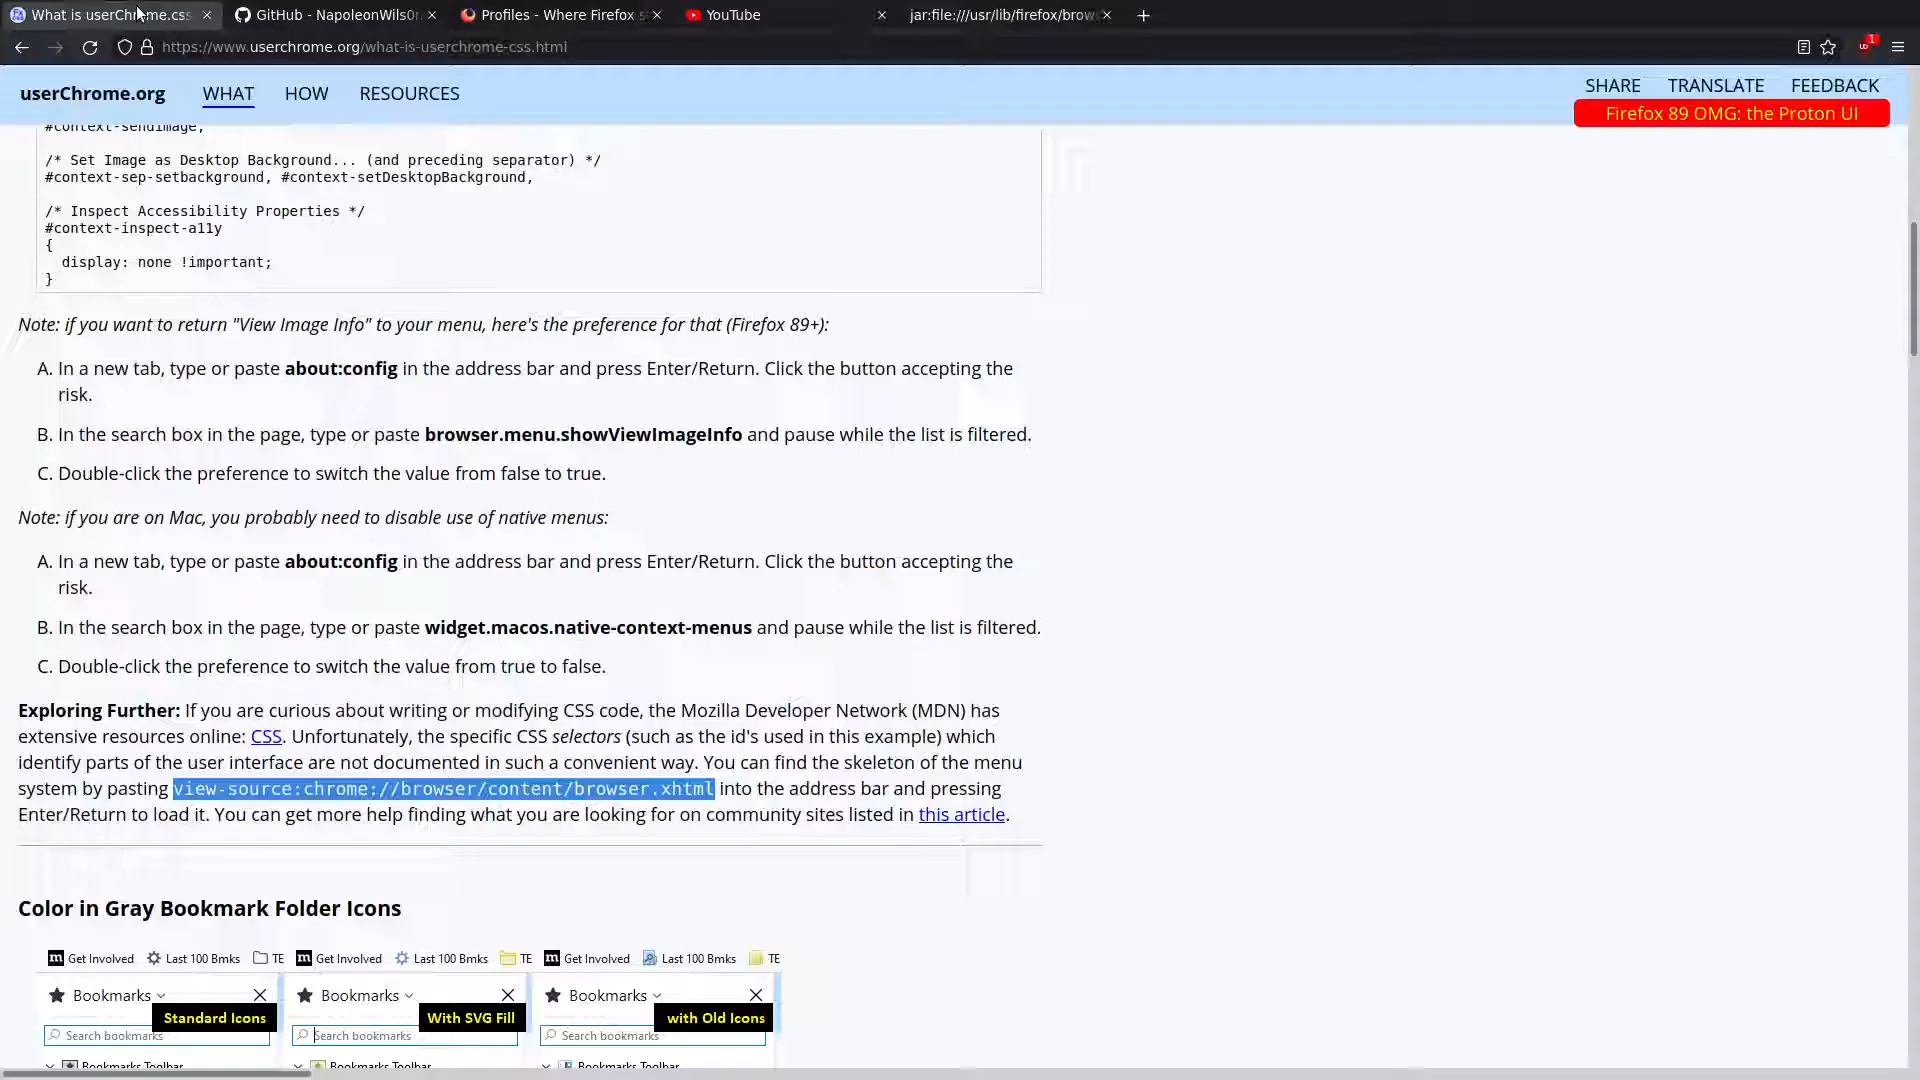 What is userChrome.css
GitHub - NapoleonWils0n
Profiles - Where Firefox s
YouTube
jar:file:///usr/lib/firefox/brow
https://www.userchrome.org/what-is-userchrome-css.html
1
userChrome.org WHAT HOW RESOURCES
SHARE TRANSLATE FEEDBACK
Firefox 89 OMG: the Proton UI
#context-sendimage,
/* Set Image as Desktop Background... (and preceding separator) */
#context-sep-setbackground, #context-setDesktopBackground,
/* Inspect Accessibility Properties */
#context-inspect-a11y
{
display: none !important;
}
Note: if you want to return "View Image Info" to your menu, here's the preference for that (Firefox 89+):
A. In a new tab, type or paste about:config in the address bar and press Enter/Return. Click the button accepting the
risk.
B. In the search box in the page, type or paste browser.menu.showViewImageInfo and pause while the list is filtered.
C. Double-click the preference to switch the value from false to true.
Note: if you are on Mac, you probably need to disable use of native menus:
A. In a new tab, type or paste about:config in the address bar and press Enter/Return. Click the button accepting the
risk.
B. In the search box in the page, type or paste widget.macos.native-context-menus and pause while the list is filtered.
C. Double-click the preference to switch the value from true to false.
Exploring Further: If you are curious about writing or modifying CSS code, the Mozilla Developer Network (MDN) has
extensive resources online: CSS. Unfortunately, the specific CSS selectors (such as the id's used in this example) which
identify parts of the user interface are not documented in such a convenient way. You can find the skeleton of the menu
system by pasting view-source:chrome://browser/content/browser.xhtml into the address bar and pressing
Enter/Return to load it. You can get more help finding what you are looking for on community sites listed in this article.
Color in Gray Bookmark Folder Icons
Get Involved Last 100 Bmks TE Get Involved Last 100 Bmks TE Get Involved Last 100 Bmks TE
Bookmarks Bookmarks Bookmarks
Standard Icons With SVG Fill with Old Icons
Search bookmarks Search bookmarks Search bookmarks
Bookmarks Toolbar Bookmarks Toolbar Bookmarks Toolbar